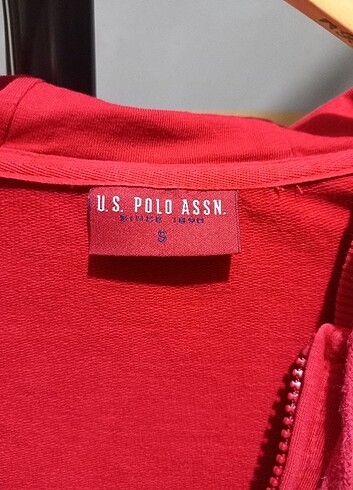 U.S. POLO ASSN.
SINCE 1890
S